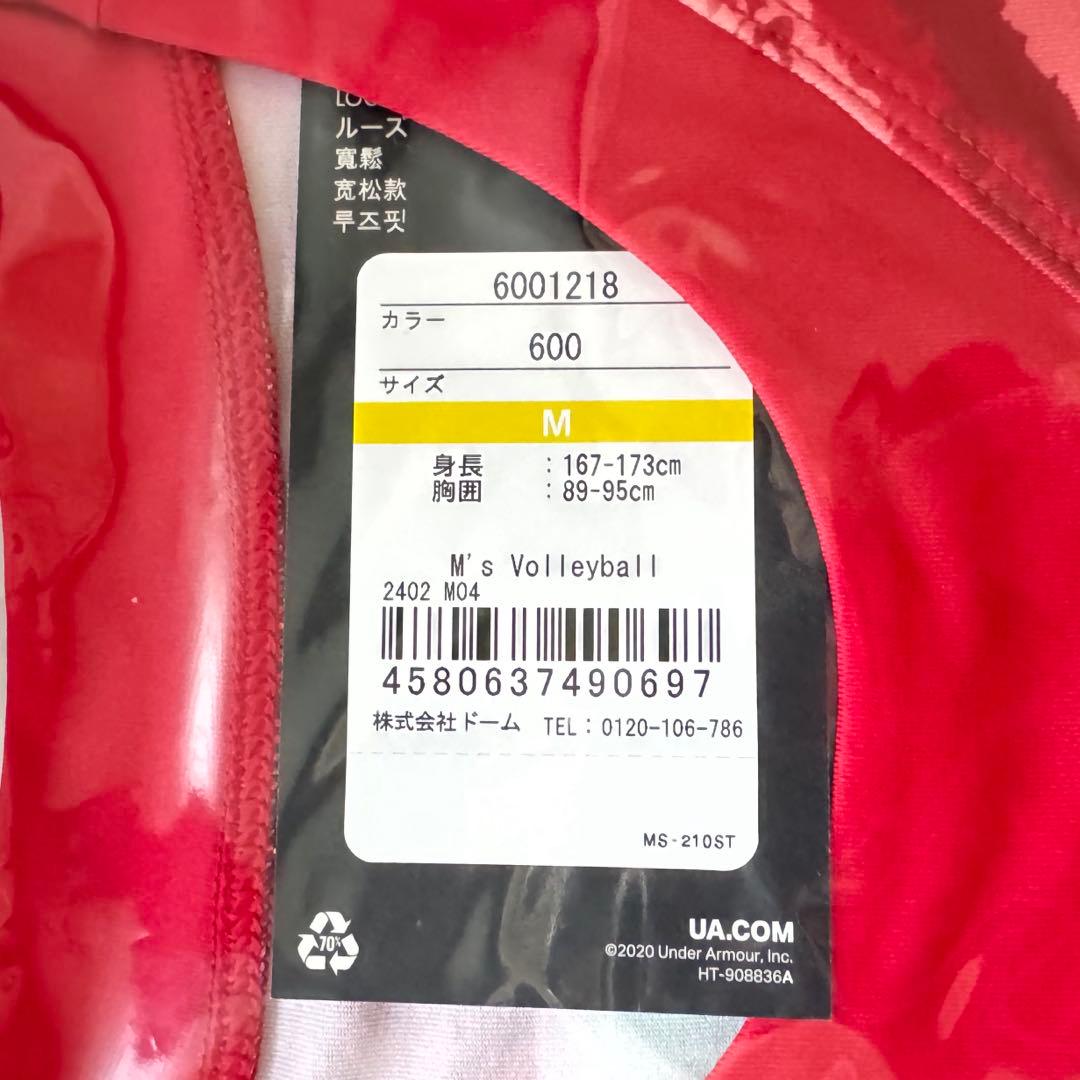 ルーズ
寬鬆
宽松款
루즈핏
6001218
カラー
600
サイズ
M
身長 : 167-173cm
胸囲 : 89-95cm
M's Volleyball
2402 M04
4580637490697
株式会社ドーム TEL : 0120-106-786
MS-210ST
70%
UA.COM
©2020 Under Armour, Inc.
HT-908836A